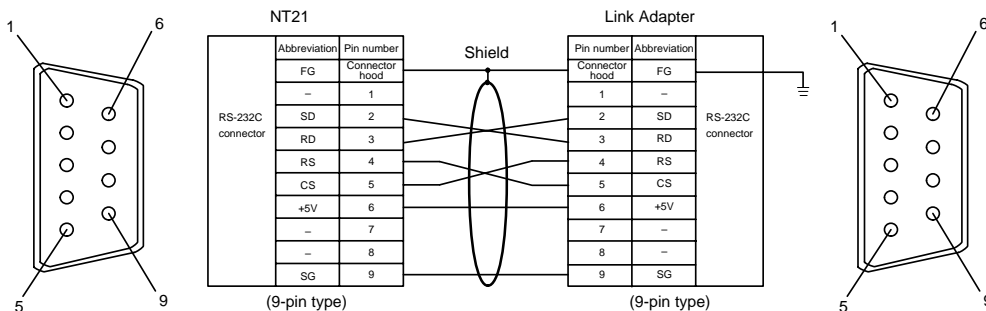 NT21
Link Adapter
1
6
5
9
Abbreviation Pin number
FG Connector hood
– 1
SD 2
RD 3
RS 4
CS 5
+5V 6
– 7
– 8
SG 9
RS-232C
connector
(9-pin type)
Shield
Pin number Abbreviation
Connector hood FG
1 –
2 SD
3 RD
4 RS
5 CS
6 +5V
7 –
8 –
9 SG
RS-232C
connector
(9-pin type)
1
6
5
9